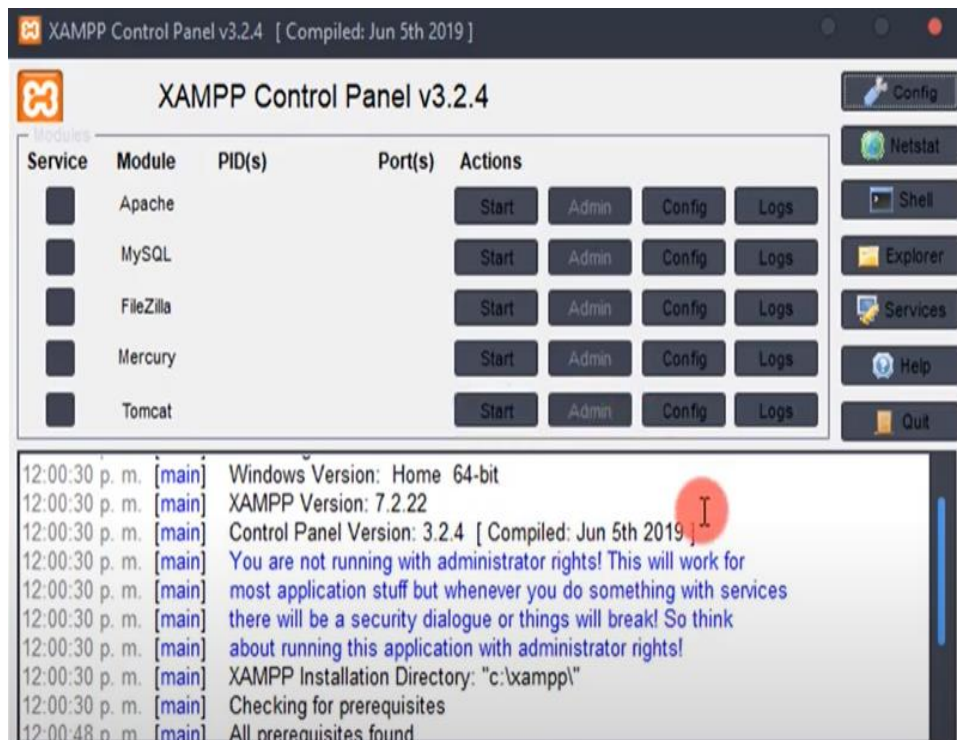 XAMPP Control Panel v3.2.4 [ Compiled: Jun 5th 2019 ]
XAMPP Control Panel v3.2.4
Config
Modules
Netstat
Service Module PID(s) Port(s) Actions
Apache Start Admin Config Logs
Shell
MySQL Start Admin Config Logs
Explorer
FileZilla Start Admin Config Logs
Services
Mercury Start Admin Config Logs
Help
Tomcat Start Admin Config Logs
Quit
12:00:30 p. m. [main] Windows Version: Home 64-bit
12:00:30 p. m. [main] XAMPP Version: 7.2.22
12:00:30 p. m. [main] Control Panel Version: 3.2.4 [ Compiled: Jun 5th 2019 ]
12:00:30 p. m. [main] You are not running with administrator rights! This will work for
12:00:30 p. m. [main] most application stuff but whenever you do something with services
12:00:30 p. m. [main] there will be a security dialogue or things will break! So think
12:00:30 p. m. [main] about running this application with administrator rights!
12:00:30 p. m. [main] XAMPP Installation Directory: "c:\xampp\"
12:00:30 p. m. [main] Checking for prerequisites
12:00:48 p. m. [main] All prerequisites found